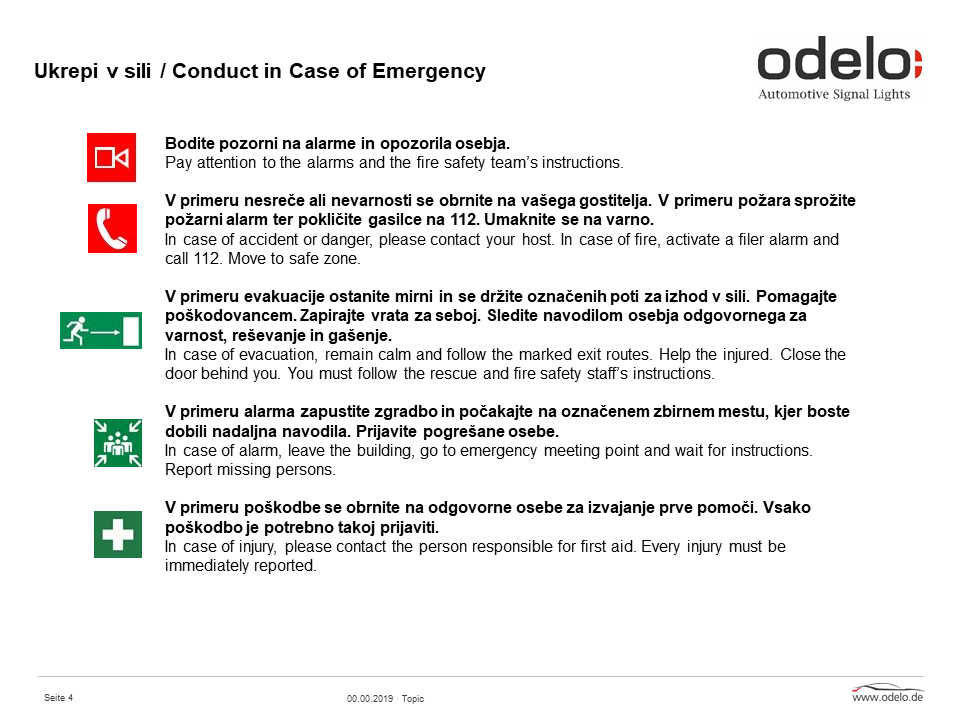 Ukrepi v sili / Conduct in Case of Emergency
odelo
Automotive Signal Lights
Bodite pozorni na alarme in opozorila osebja.
Pay attention to the alarms and the fire safety team's instructions.
V primeru nesreče ali nevarnosti se obrnite na vašega gostitelja. V primeru požara sprožite
požarni alarm ter pokličite gasilce na 112. Umaknite se na varno.
In case of accident or danger, please contact your host. In case of fire, activate a filer alarm and
call 112. Move to safe zone.
V primeru evakuacije ostanite mirni in se držite označenih poti za izhod v sili. Pomagajte
poškodovancem. Zapirajte vrata za seboj. Sledite navodilom osebja odgovornega za
varnost, reševanje in gašenje.
In case of evacuation, remain calm and follow the marked exit routes. Help the injured. Close the
door behind you. You must follow the rescue and fire safety staff's instructions.
V primeru alarma zapustite zgradbo in počakajte na označenem zbirnem mestu, kjer boste
dobili nadaljna navodila. Prijavite pogrešane osebe.
In case of alarm, leave the building, go to emergency meeting point and wait for instructions.
Report missing persons.
V primeru poškodbe se obrnite na odgovorne osebe za izvajanje prve pomoči. Vsako
poškodbo je potrebno takoj prijaviti.
In case of injury, please contact the person responsible for first aid. Every injury must be
immediately reported.
Seite 4
00.00.2019 · Topic
www.odelo.de